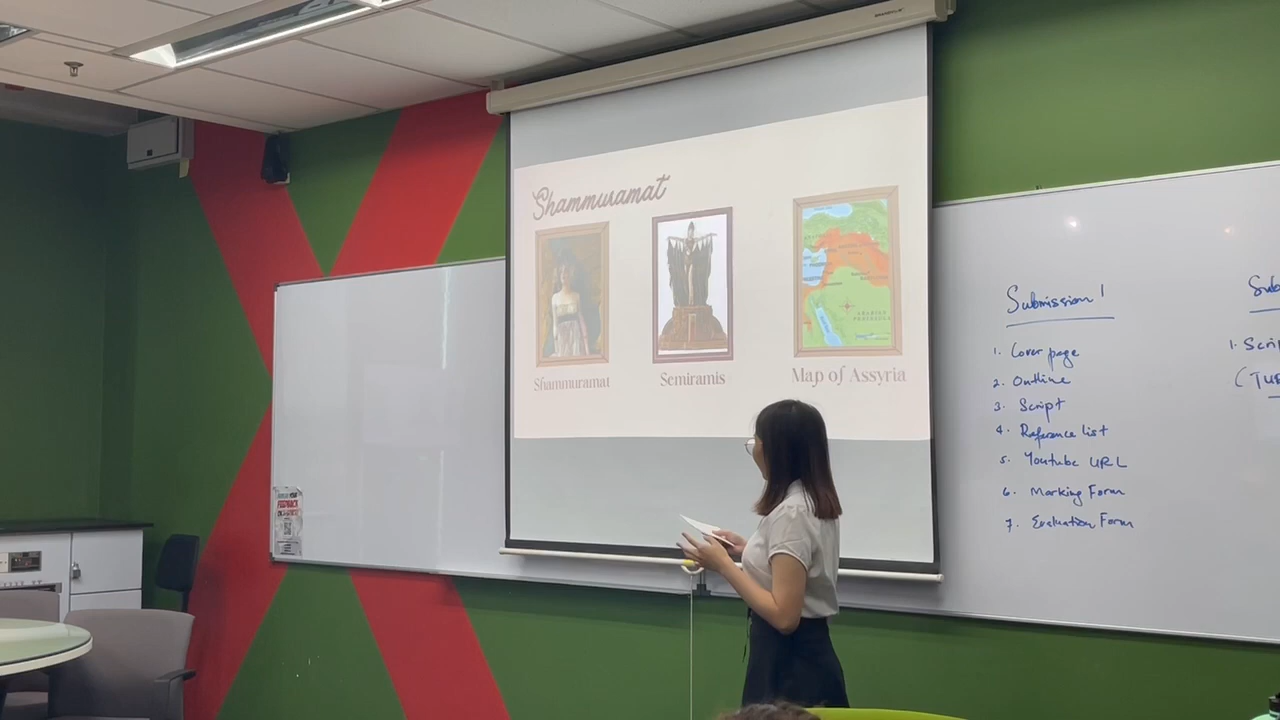 Shammuramat
Shammuramat
Semiramis
Map of Assyria
Submission 1
1. Cover page
2. Outline
3. Script
4. Reference list
5. Youtube URL
6. Marking Form
7. Evaluation Form
FEEDBACK